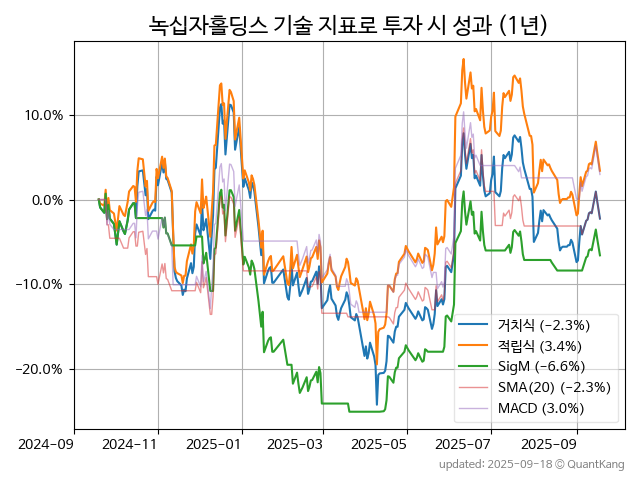 녹십자홀딩스 기술 지표로 투자 시 성과 (1년)
10.0%
0.0%
−10.0%
−20.0%
거치식 (−2.3%)
적립식 (3.4%)
SigM (−6.6%)
SMA(20) (−2.3%)
MACD (3.0%)
2024-09 2024-11 2025-01 2025-03 2025-05 2025-07 2025-09
updated: 2025-09-18 © QuantKang